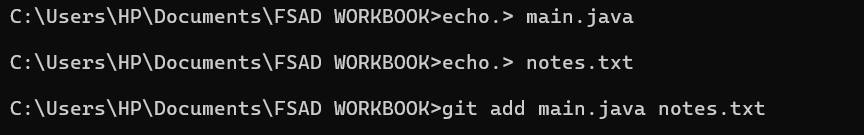 C:\Users\HP\Documents\FSAD WORKBOOK>echo.> main.java
C:\Users\HP\Documents\FSAD WORKBOOK>echo.> notes.txt
C:\Users\HP\Documents\FSAD WORKBOOK>git add main.java notes.txt